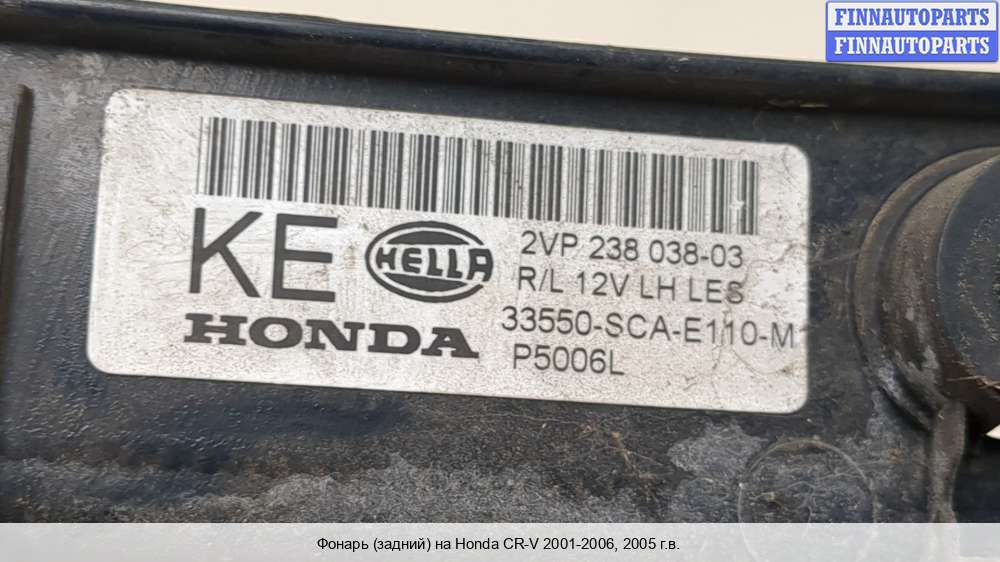 FINNAUTOPARTS
FINNAUTOPARTS
KE
HELLA
2VP 238 038-03
R/L 12V LH LES
HONDA
33550-SCA-E110-M1
P5006L
Фонарь (задний) на Honda CR-V 2001-2006, 2005 г.в.